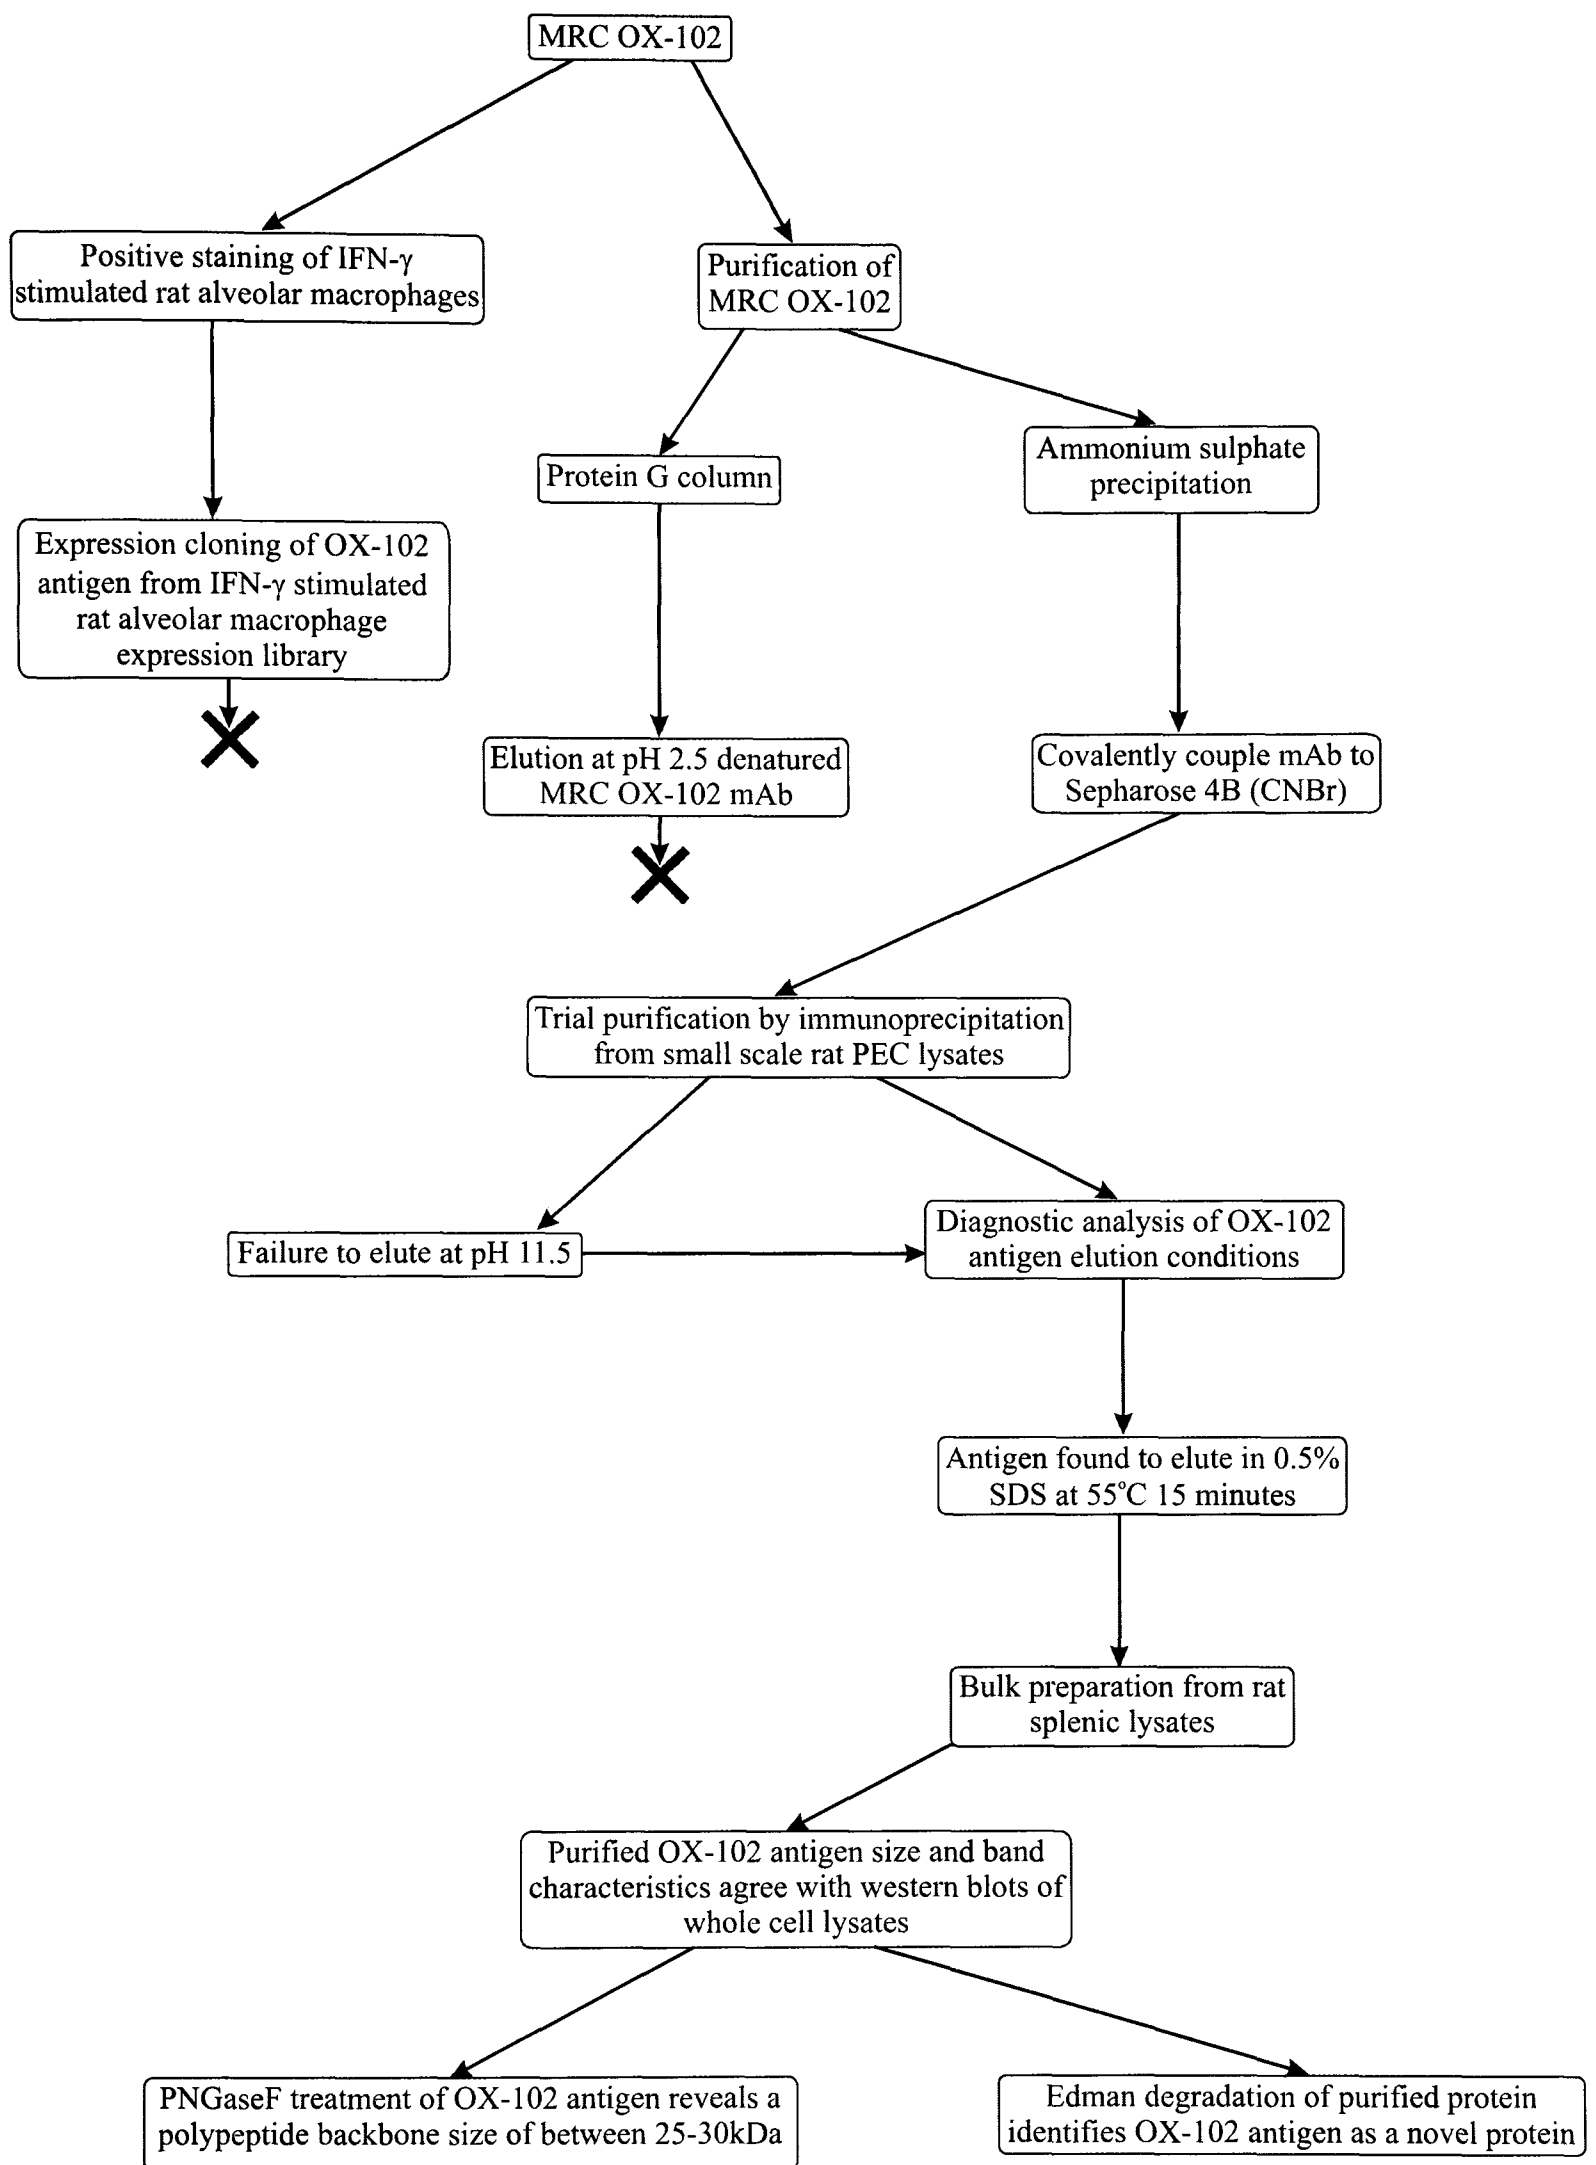 MRC OX-102
Positive staining of IFN-γ
stimulated rat alveolar macrophages
Purification of
MRC OX-102
Protein G column
Ammonium sulphate
precipitation
Expression cloning of OX-102
antigen from IFN-γ stimulated
rat alveolar macrophage
expression library
Elution at pH 2.5 denatured
MRC OX-102 mAb
Covalently couple mAb to
Sepharose 4B (CNBr)
Trial purification by immunoprecipitation
from small scale rat PEC lysates
Failure to elute at pH 11.5
Diagnostic analysis of OX-102
antigen elution conditions
Antigen found to elute in 0.5%
SDS at 55°C 15 minutes
Bulk preparation from rat
splenic lysates
Purified OX-102 antigen size and band
characteristics agree with western blots of
whole cell lysates
PNGaseF treatment of OX-102 antigen reveals a
polypeptide backbone size of between 25-30kDa
Edman degradation of purified protein
identifies OX-102 antigen as a novel protein